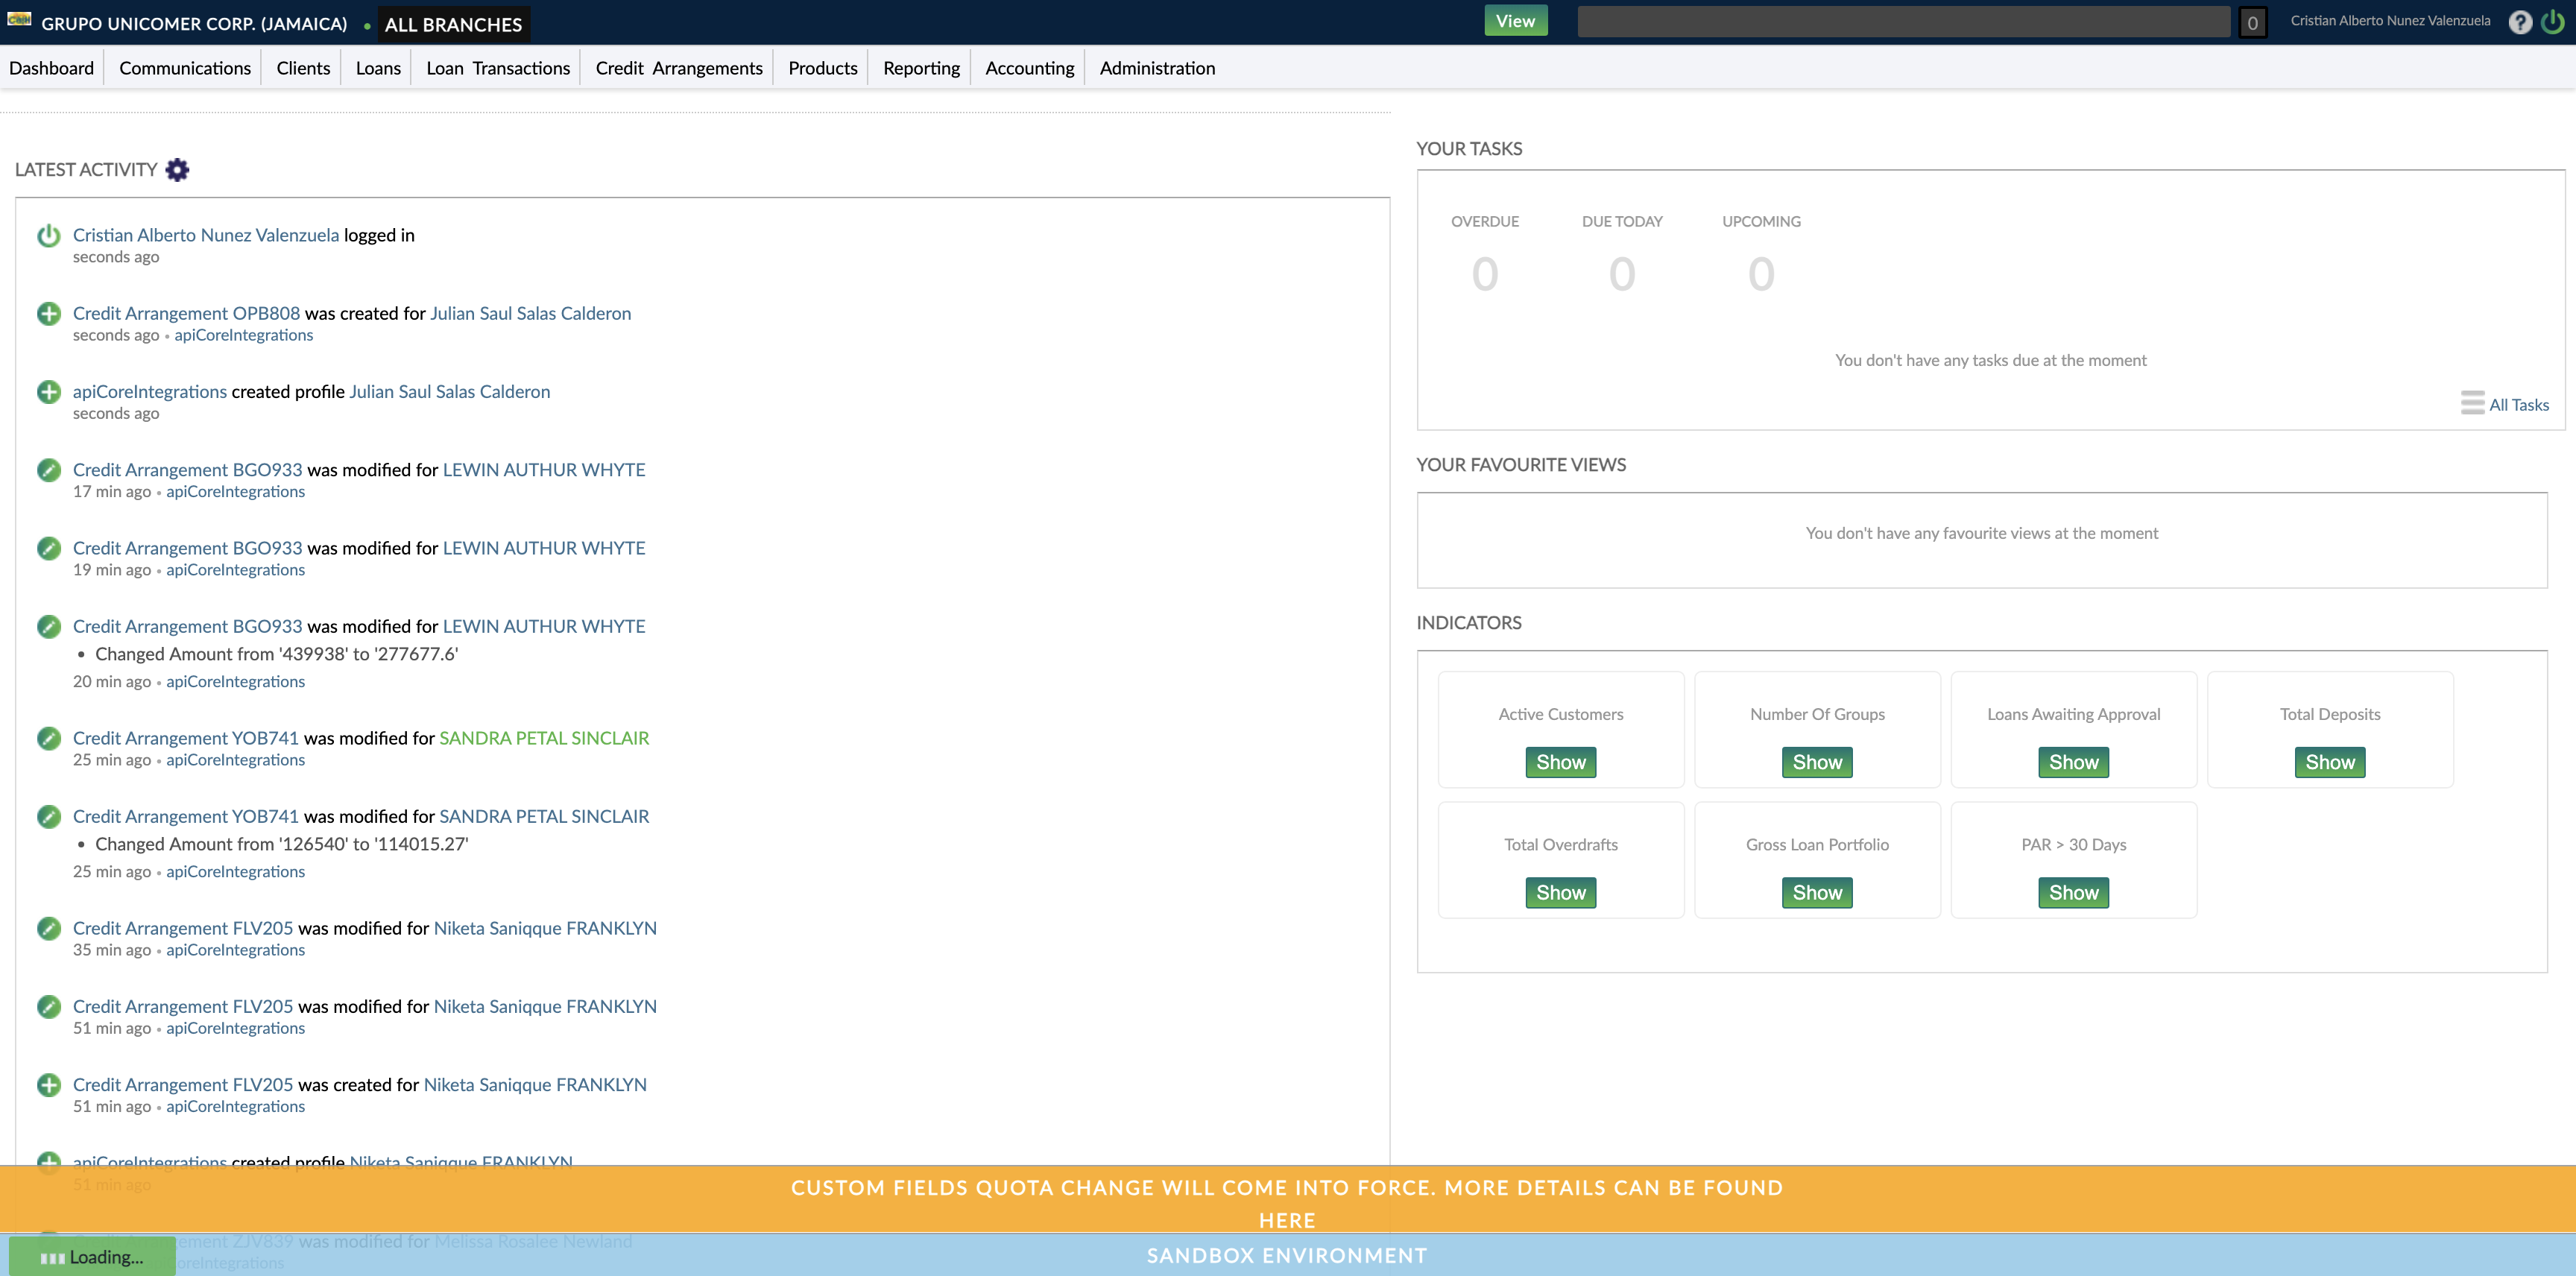 GRUPO UNICOMER CORP. (JAMAICA) • ALL BRANCHES
View
0
Cristian Alberto Nunez Valenzuela
?
Dashboard
Communications
Clients
Loans
Loan Transactions
Credit Arrangements
Products
Reporting
Accounting
Administration
LATEST ACTIVITY
Cristian Alberto Nunez Valenzuela logged in
seconds ago
Credit Arrangement OPB808 was created for Julian Saul Salas Calderon
seconds ago • apiCoreIntegrations
apiCoreIntegrations created profile Julian Saul Salas Calderon
seconds ago
Credit Arrangement BGO933 was modified for LEWIN AUTHUR WHYTE
17 min ago • apiCoreIntegrations
Credit Arrangement BGO933 was modified for LEWIN AUTHUR WHYTE
19 min ago • apiCoreIntegrations
Credit Arrangement BGO933 was modified for LEWIN AUTHUR WHYTE
• Changed Amount from '439938' to '277677.6'
20 min ago • apiCoreIntegrations
Credit Arrangement YOB741 was modified for SANDRA PETAL SINCLAIR
25 min ago • apiCoreIntegrations
Credit Arrangement YOB741 was modified for SANDRA PETAL SINCLAIR
• Changed Amount from '126540' to '114015.27'
25 min ago • apiCoreIntegrations
Credit Arrangement FLV205 was modified for Niketa Saniqque FRANKLYN
35 min ago • apiCoreIntegrations
Credit Arrangement FLV205 was modified for Niketa Saniqque FRANKLYN
51 min ago • apiCoreIntegrations
Credit Arrangement FLV205 was created for Niketa Saniqque FRANKLYN
51 min ago • apiCoreIntegrations
apiCoreIntegrations created profile Niketa Saniqque FRANKLYN
51 min ago
ZJV839 was modified for Melissa Rosalee Newland
YOUR TASKS
OVERDUE
DUE TODAY
UPCOMING
0
0
0
You don't have any tasks due at the moment
All Tasks
YOUR FAVOURITE VIEWS
You don't have any favourite views at the moment
INDICATORS
Active Customers
Show
Number Of Groups
Show
Loans Awaiting Approval
Show
Total Deposits
Show
Total Overdrafts
Show
Gross Loan Portfolio
Show
PAR > 30 Days
Show
CUSTOM FIELDS QUOTA CHANGE WILL COME INTO FORCE. MORE DETAILS CAN BE FOUND
HERE
Loading...
SANDBOX ENVIRONMENT